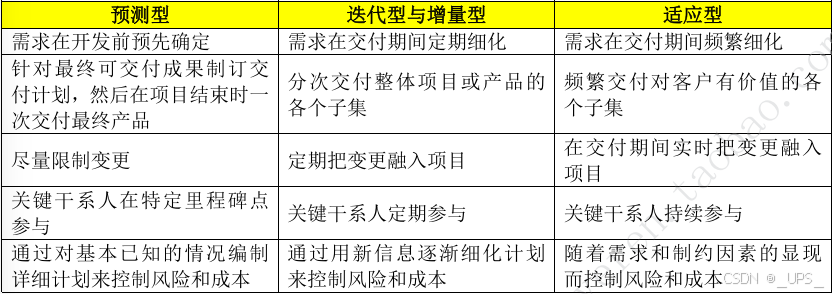 预测型
迭代型与增量型
适应型
需求在开发前预先确定
需求在交付期间定期细化
需求在交付期间频繁细化
针对最终可交付成果制订交
付计划，然后在项目结束时一
次交付最终产品
分次交付整体项目或产品的
各个子集
频繁交付对客户有价值的各
个子集
尽量限制变更
定期把变更融入项目
在交付期间实时把变更融入
项目
关键干系人在特定里程碑点
参与
关键干系人定期参与
关键干系人持续参与
通过对基本已知的情况编制
详细计划来控制风险和成本
通过用新信息逐渐细化计划
来控制风险和成本
随着需求和制约因素的显现
而控制风险和成本
CSDN @_UPS_